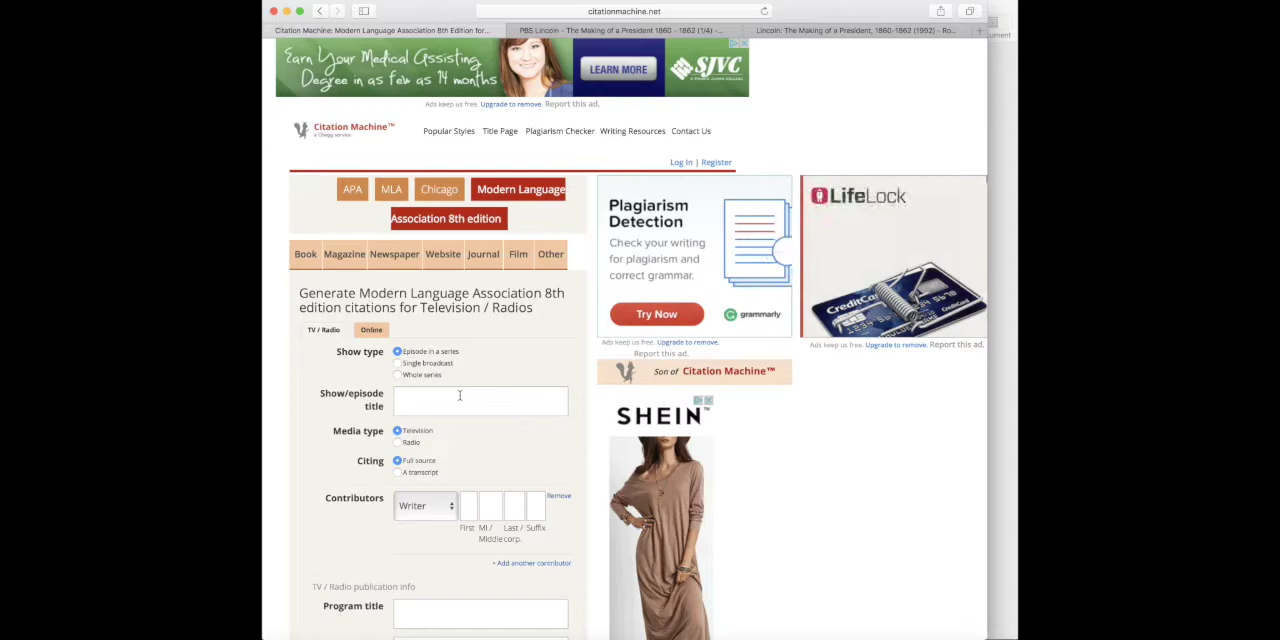 citationmachine.net
Citation Machine: Modern Language Association 8th Edition for...
PBS Lincoln - The Making of a President 1860 - 1862 (1/4) -...
Lincoln: The Making of a President, 1860-1862 (1992) - Ro...
Earn Your Medical Assisting
Degree in as few as 14 months
LEARN MORE
SJVC
Ads keep us free. Upgrade to remove. Report this ad.
Citation Machine™
a Chegg service
Popular Styles Title Page Plagiarism Checker Writing Resources Contact Us
Log In | Register
APA MLA Chicago Modern Language
Association 8th edition
Book Magazine Newspaper Website Journal Film Other
Generate Modern Language Association 8th
edition citations for Television / Radios
TV / Radio Online
Show type
Episode in a series
Single broadcast
Whole series
Show/episode
title
Media type
Television
Radio
Citing
Full source
A transcript
Contributors
Writer
Remove
First MI / Last / Suffix
Middle corp.
+ Add another contributor
TV / Radio publication info
Program title
Plagiarism
Detection
Check your writing
for plagiarism and
correct grammar.
Try Now
grammarly
Ads keep us free. Upgrade to remove.
Report this ad.
Son of Citation Machine™
SHEIN™
LifeLock
CreditCa
Ads keep us free. Upgrade to remove. Report this ad.